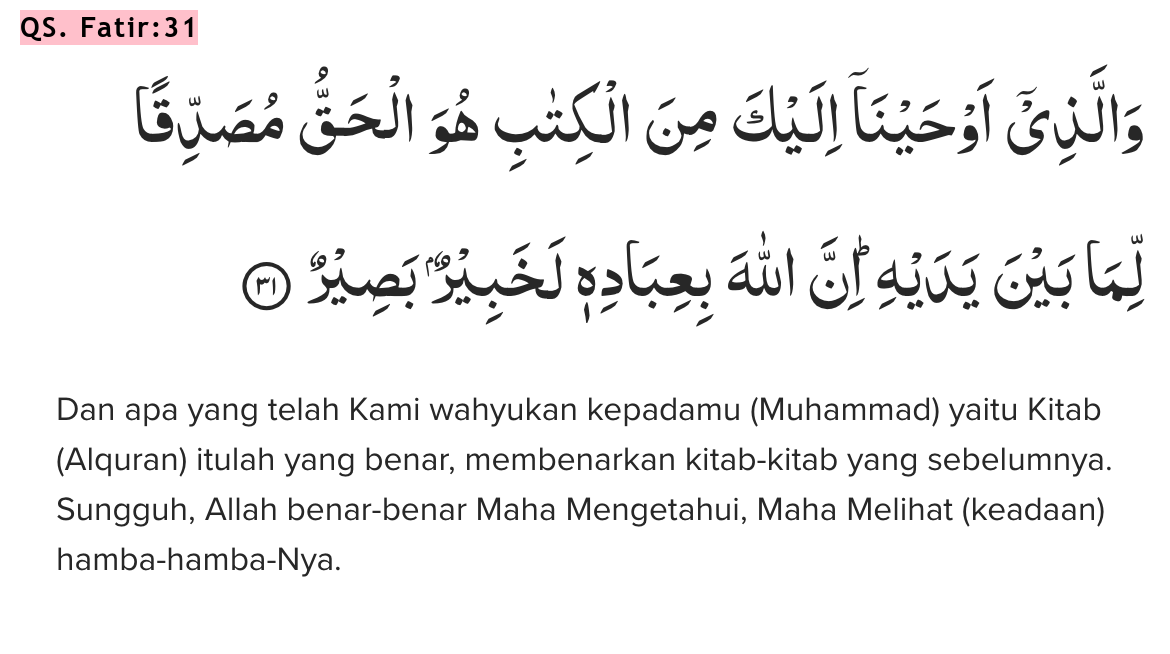 QS. Fatir:31
وَالَّذِيْٓ اَوْحَيْنَآ اِلَيْكَ مِنَ الْكِتٰبِ هُوَ الْحَقُّ مُصَدِّقًا
لِّمَا بَيْنَ يَدَيْهِۗ اِنَّ اللّٰهَ بِعِبَادِهٖ لَخَبِيْرٌۢ بَصِيْرٌ ٣١
Dan apa yang telah Kami wahyukan kepadamu (Muhammad) yaitu Kitab
(Alquran) itulah yang benar, membenarkan kitab-kitab yang sebelumnya.
Sungguh, Allah benar-benar Maha Mengetahui, Maha Melihat (keadaan)
hamba-hamba-Nya.